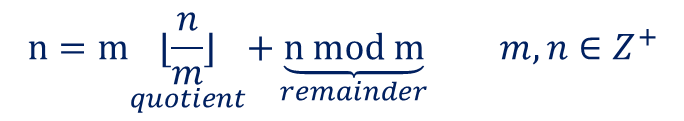 n = m ⌊n/m⌋ + n mod m m, n ∈ Z⁺
quotient remainder